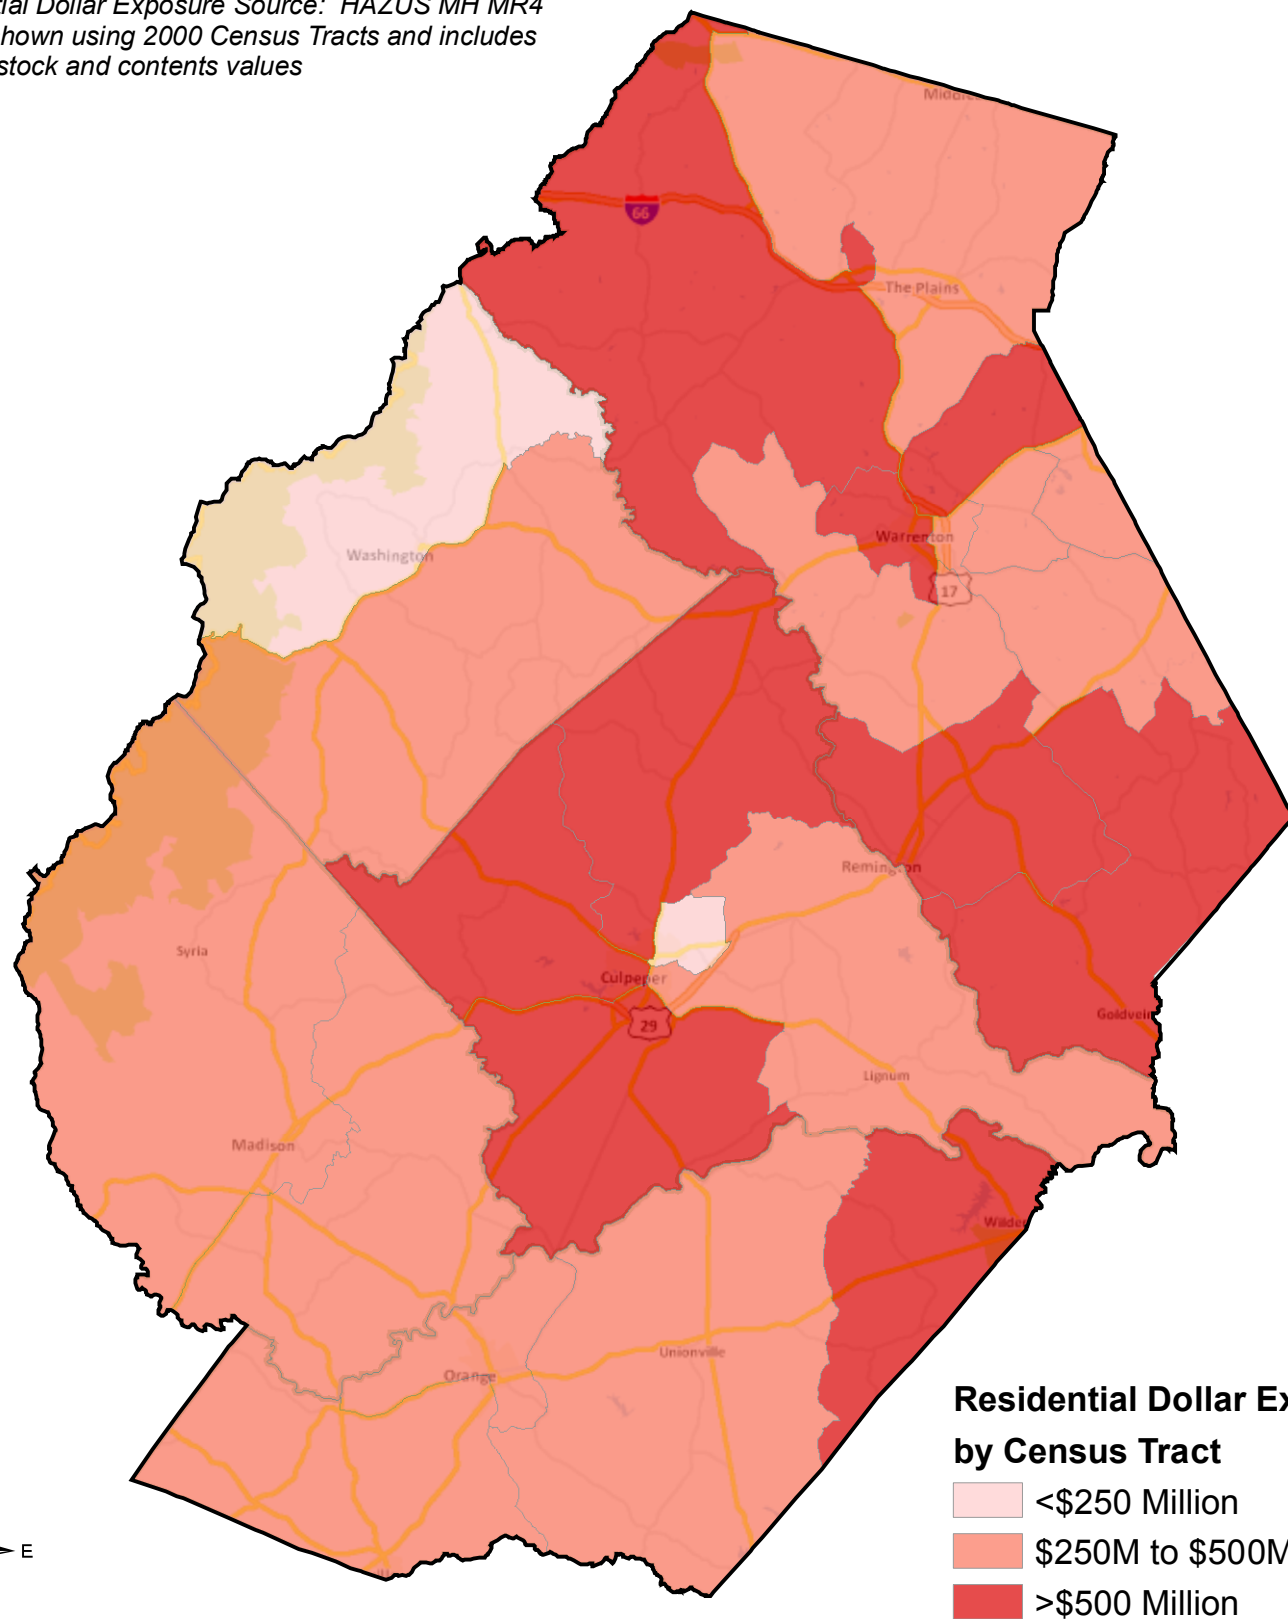 tial Dollar Exposure Source: HAZUS MH MR4
hown using 2000 Census Tracts and includes
stock and contents values
66
The Plains
Warrenton
17
Washington
Remington
Syria
Culpeper
29
Goldvein
Lignum
Madison
Wilder
Unionville
Orange
Residential Dollar Ex
by Census Tract
<$250 Million
$250M to $500M
>$500 Million
E